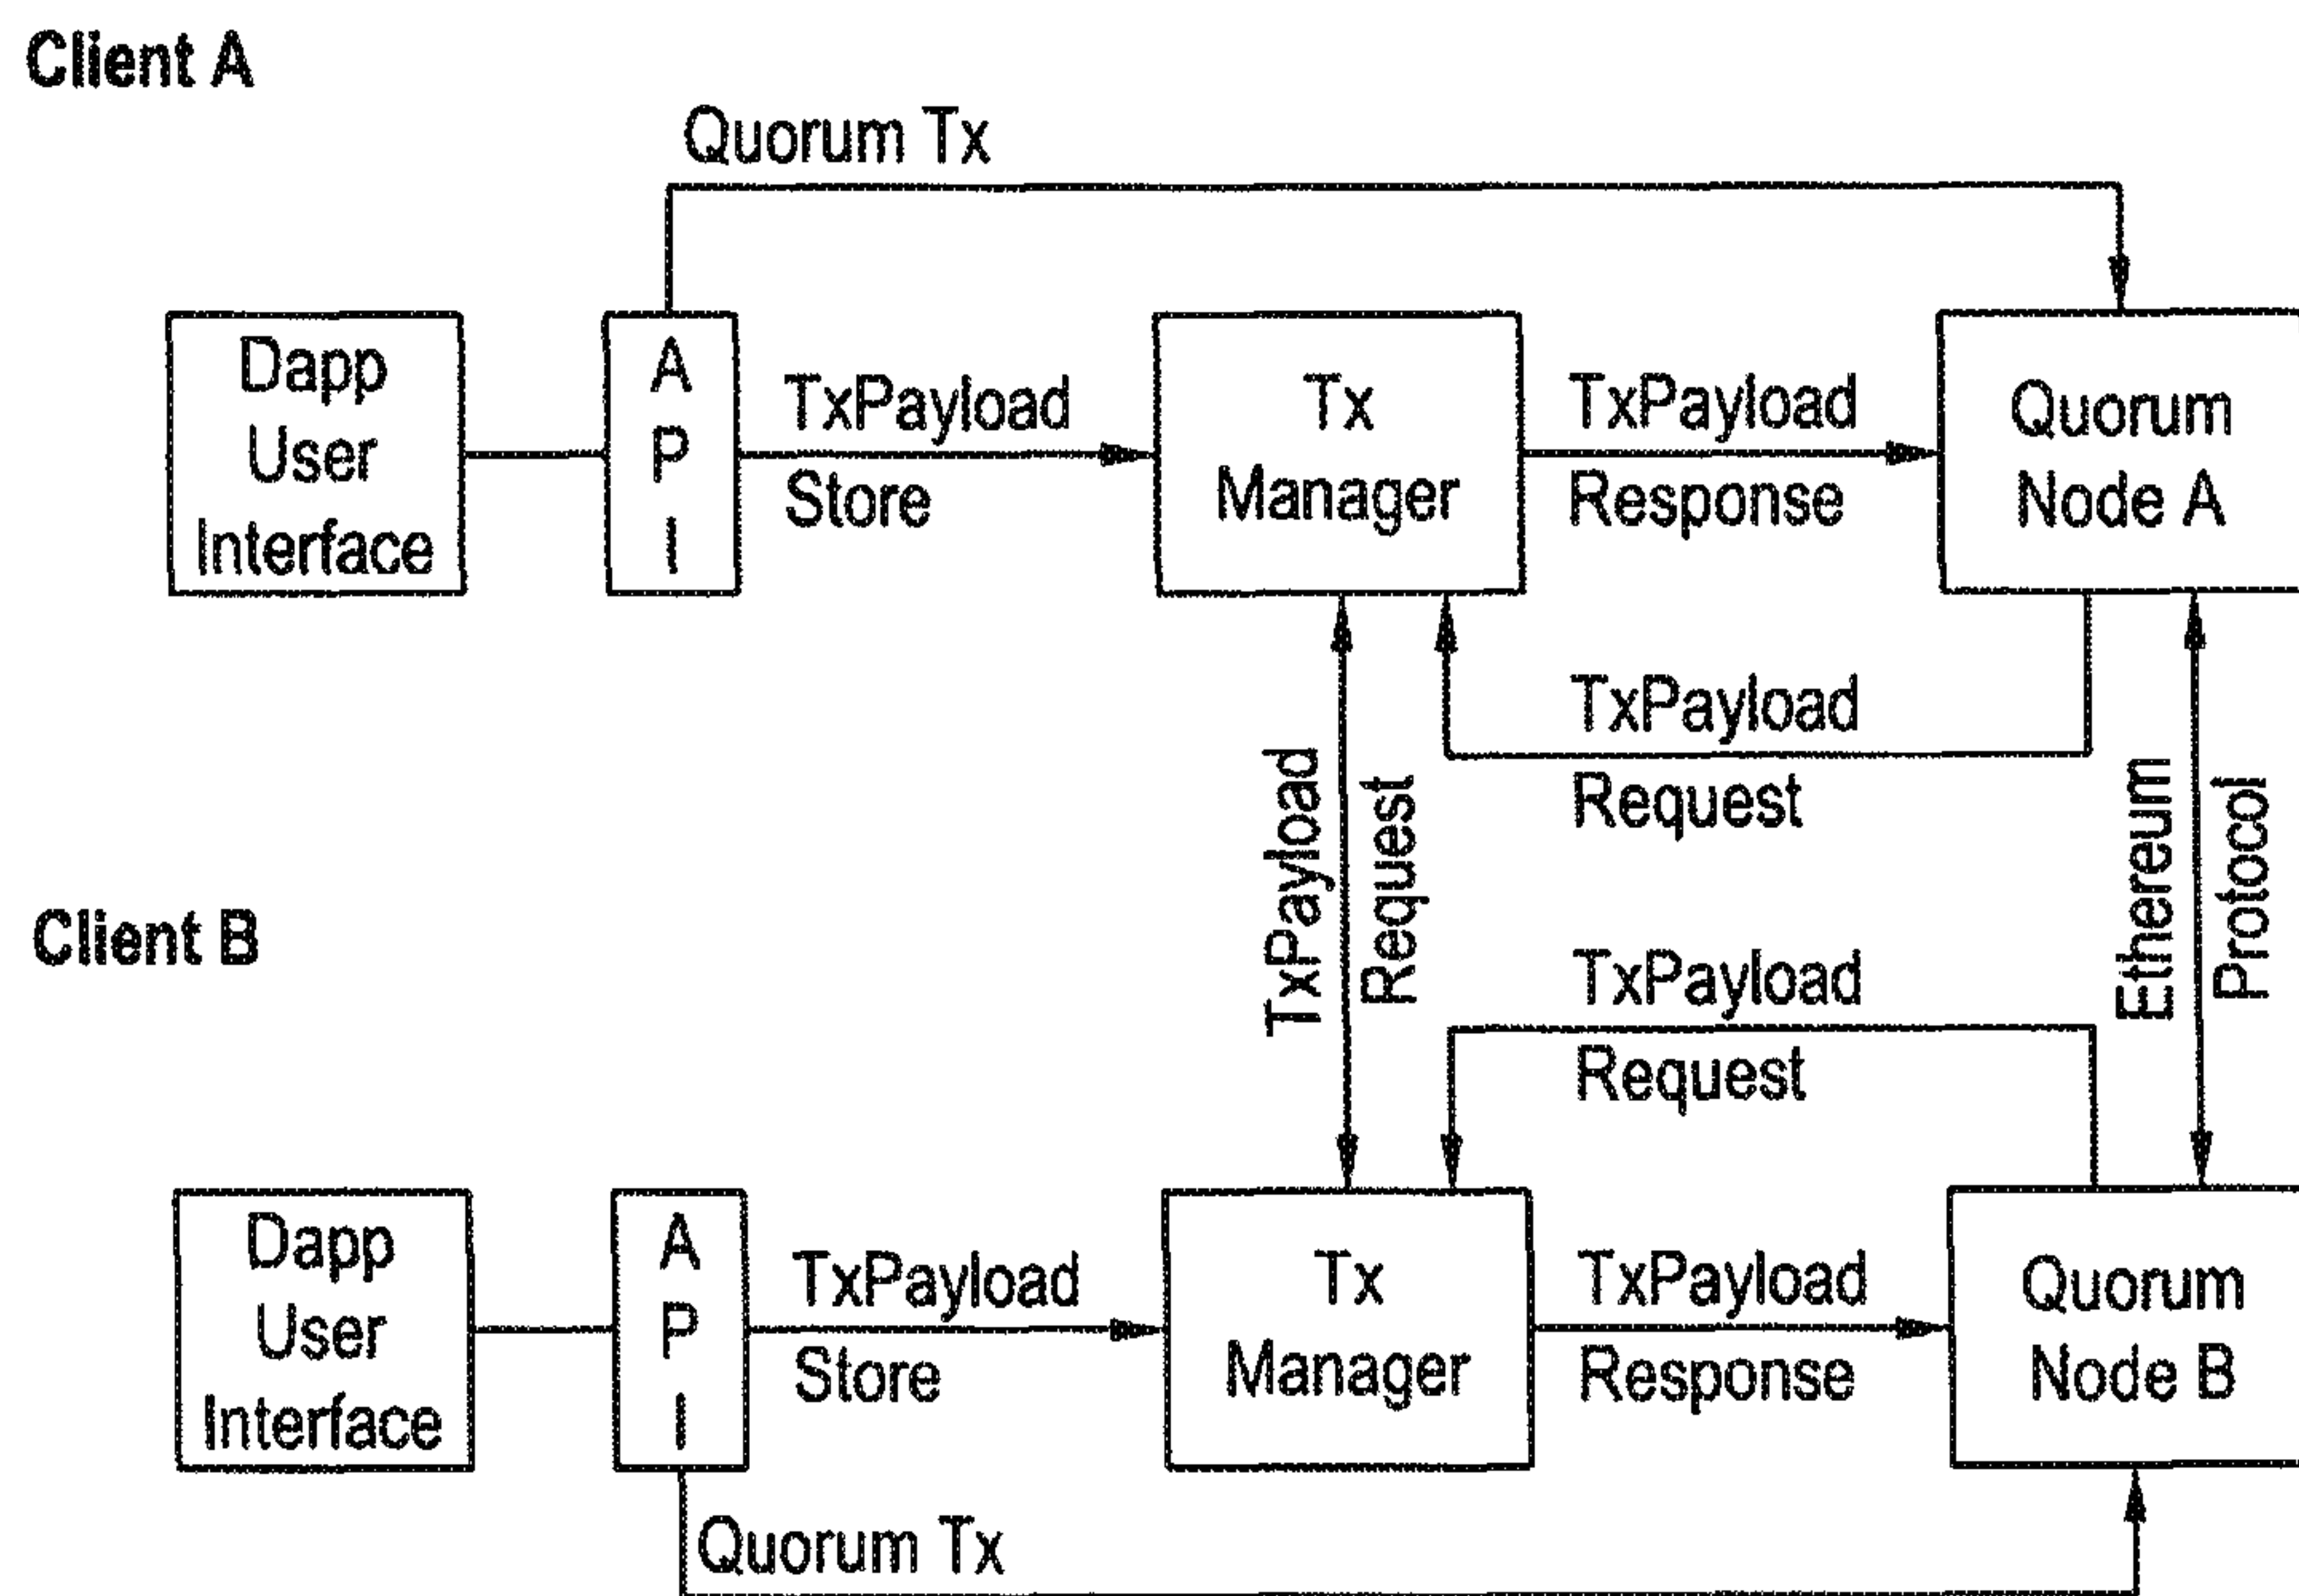 Client A
Quorum Tx
Dapp
User
Interface
A
P
I
TxPayload
Store
Tx
Manager
TxPayload
Response
Quorum
Node A
TxPayload
Request
TxPayload
Request
Ethereum
Protocol
Client B
TxPayload
Request
Dapp
User
Interface
A
P
I
TxPayload
Store
Tx
Manager
TxPayload
Response
Quorum
Node B
Quorum Tx